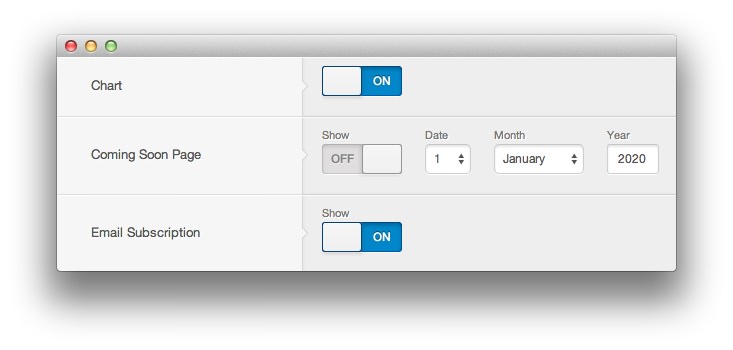 Chart
ON
Coming Soon Page
Show Date Month Year
OFF 1 January 2020
Email Subscription
Show
ON